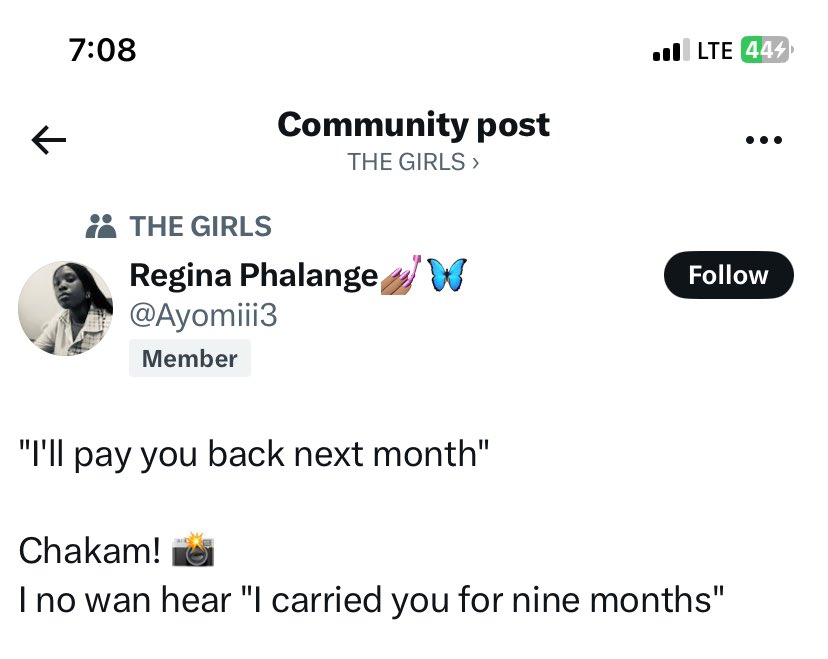 7:08
LTE 44
Community post
THE GIRLS ›
THE GIRLS
Regina Phalange💅🏽🦋
Follow
@Ayomiii3
Member
"I'll pay you back next month"
Chakam! 📸
I no wan hear "I carried you for nine months"